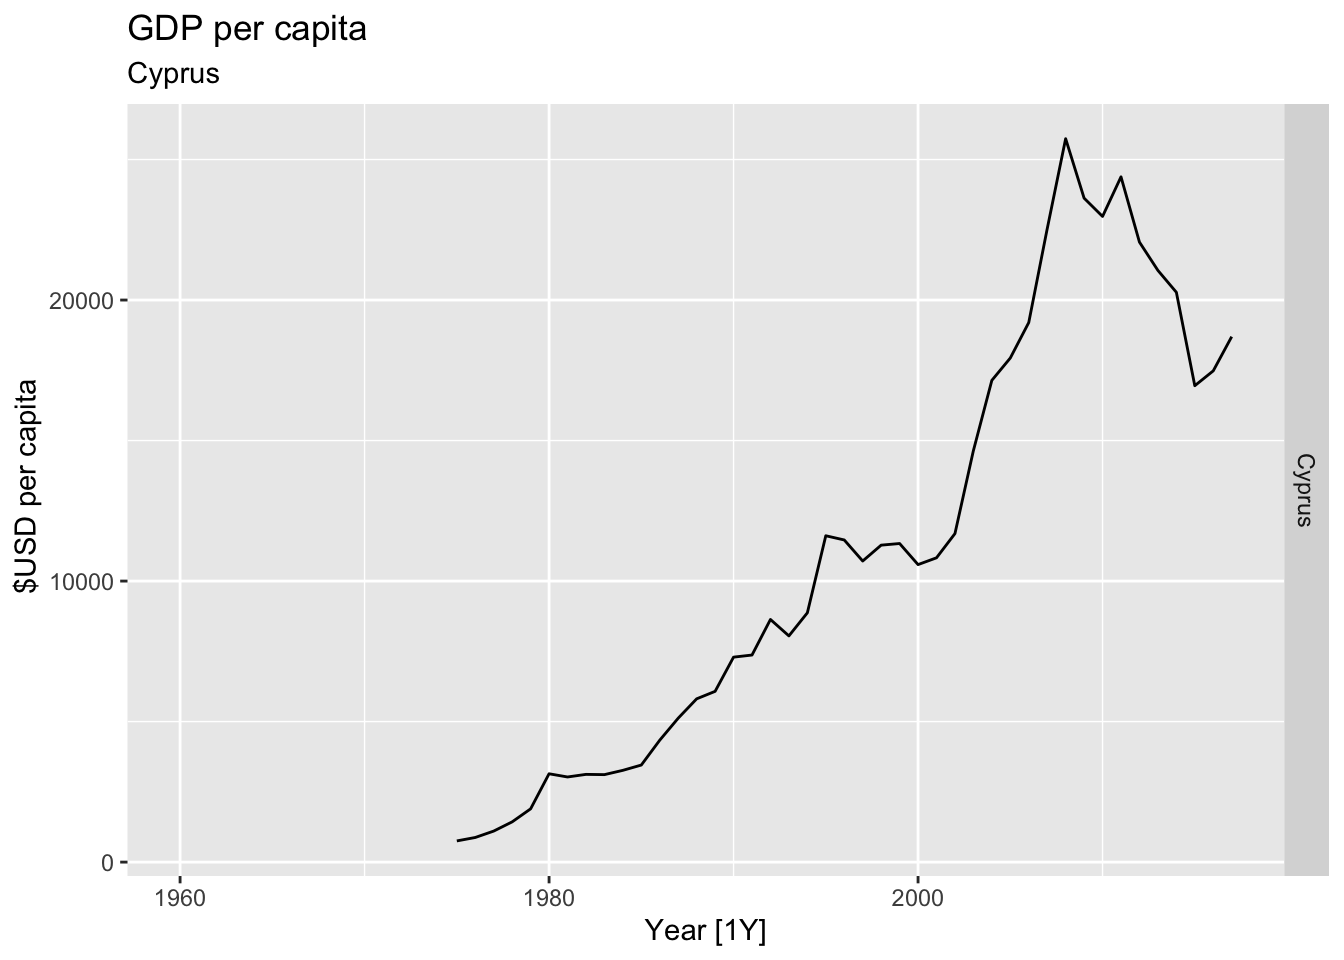 GDP per capita
Cyprus
$USD per capita
20000
10000
0
Cyprus
1960
1980
2000
Year [1Y]